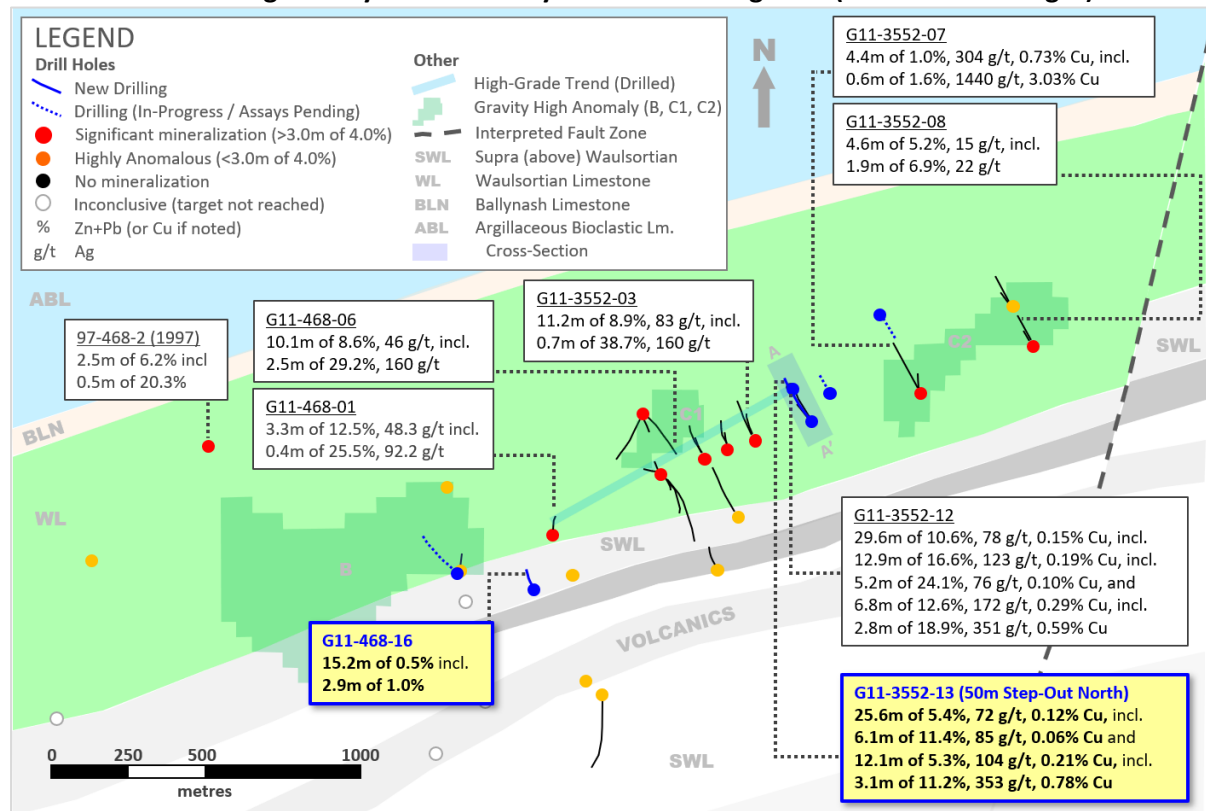 LEGEND
Drill Holes
New Drilling
Drilling (In-Progress / Assays Pending)
Significant mineralization (>3.0m of 4.0%)
Highly Anomalous (<3.0m of 4.0%)
No mineralization
Inconclusive (target not reached)
% Zn+Pb (or Cu if noted)
g/t Ag
Other
High-Grade Trend (Drilled)
Gravity High Anomaly (B, C1, C2)
Interpreted Fault Zone
SWL Supra (above) Waulsortian
WL Waulsortian Limestone
BLN Ballynash Limestone
ABL Argillaceous Bioclastic Lm.
Cross-Section
N
G11-3552-07
4.4m of 1.0%, 304 g/t, 0.73% Cu, incl.
0.6m of 1.6%, 1440 g/t, 3.03% Cu
G11-3552-08
4.6m of 5.2%, 15 g/t, incl.
1.9m of 6.9%, 22 g/t
ABL
97-468-2 (1997)
2.5m of 6.2% incl
0.5m of 20.3%
G11-468-06
10.1m of 8.6%, 46 g/t, incl.
2.5m of 29.2%, 160 g/t
G11-468-01
3.3m of 12.5%, 48.3 g/t incl.
0.4m of 25.5%, 92.2 g/t
G11-3552-03
11.2m of 8.9%, 83 g/t, incl.
0.7m of 38.7%, 160 g/t
A
A'
C1
C2
SWL
BLN
WL
B
SWL
VOLCANICS
SWL
G11-468-16
15.2m of 0.5% incl.
2.9m of 1.0%
G11-3552-12
29.6m of 10.6%, 78 g/t, 0.15% Cu, incl.
12.9m of 16.6%, 123 g/t, 0.19% Cu, incl.
5.2m of 24.1%, 76 g/t, 0.10% Cu, and
6.8m of 12.6%, 172 g/t, 0.29% Cu, incl.
2.8m of 18.9%, 351 g/t, 0.59% Cu
G11-3552-13 (50m Step-Out North)
25.6m of 5.4%, 72 g/t, 0.12% Cu, incl.
6.1m of 11.4%, 85 g/t, 0.06% Cu and
12.1m of 5.3%, 104 g/t, 0.21% Cu, incl.
3.1m of 11.2%, 353 g/t, 0.78% Cu
0 250 500 1000
metres